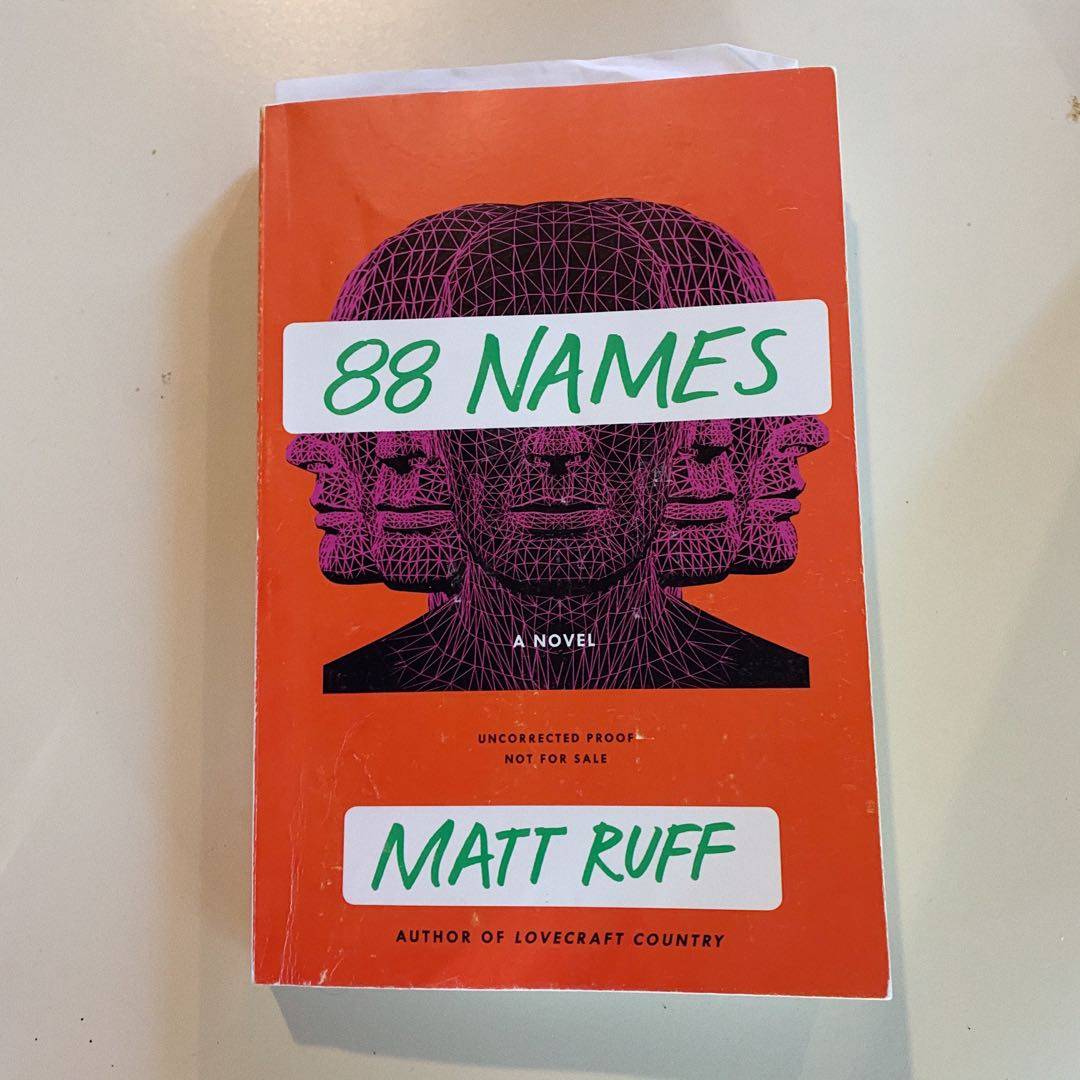 88 NAMES
A NOVEL
UNCORRECTED PROOF
NOT FOR SALE
MATT RUFF
AUTHOR OF LOVECRAFT COUNTRY